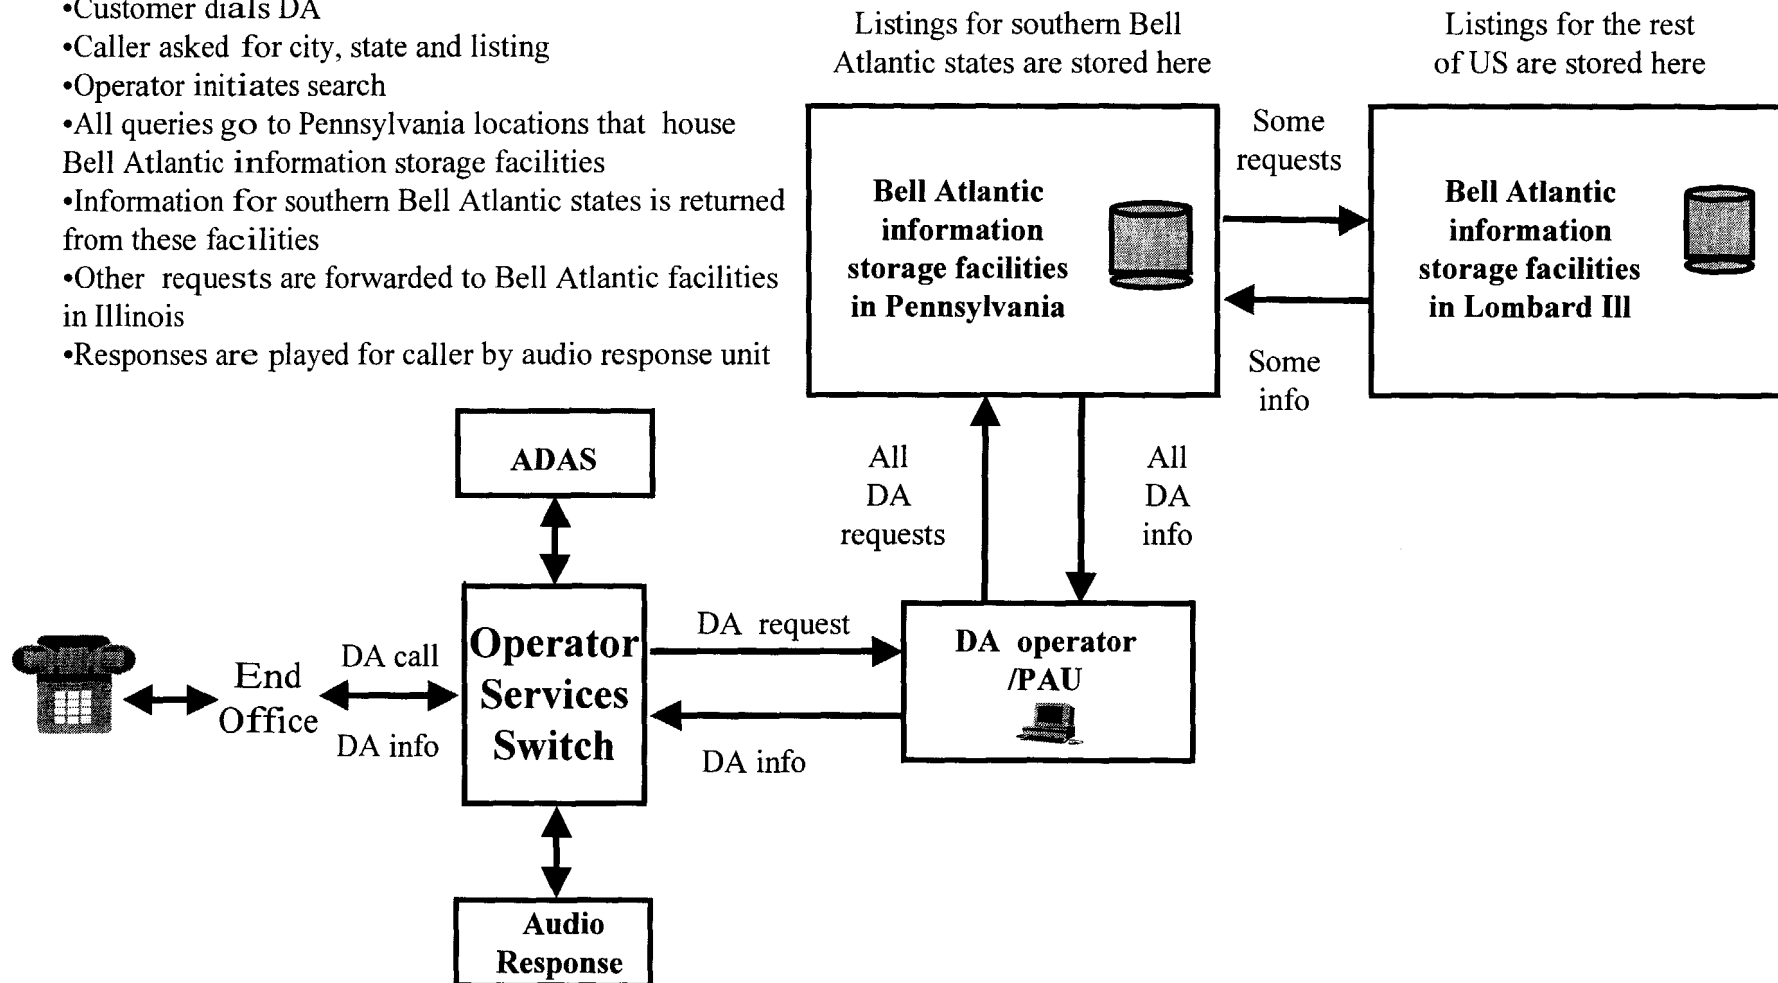 •Customer dials DA
•Caller asked for city, state and listing
•Operator initiates search
•All queries go to Pennsylvania locations that house
Bell Atlantic information storage facilities
•Information for southern Bell Atlantic states is returned
from these facilities
•Other requests are forwarded to Bell Atlantic facilities
in Illinois
•Responses are played for caller by audio response unit
Listings for southern Bell
Atlantic states are stored here
Listings for the rest
of US are stored here
Bell Atlantic
information
storage facilities
in Pennsylvania
Some
requests
Some
info
Bell Atlantic
information
storage facilities
in Lombard Ill
All
DA
requests
All
DA
info
ADAS
End
Office
DA call
DA info
Operator
Services
Switch
DA request
DA info
DA operator
/PAU
Audio
Response